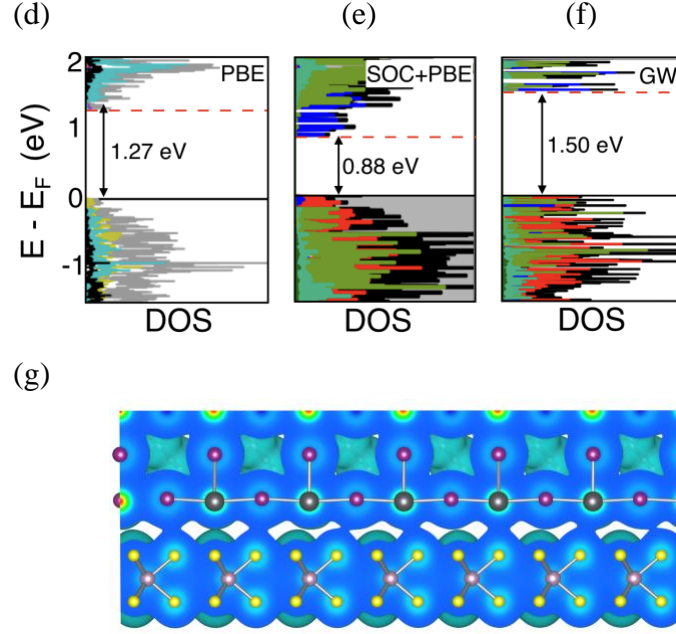 (d) (e) (f)
2 PBE SOC+PBE GW
1 1.27 eV 0.88 eV 1.50 eV
0
-1
E - E_F (eV)
DOS DOS DOS
(g)